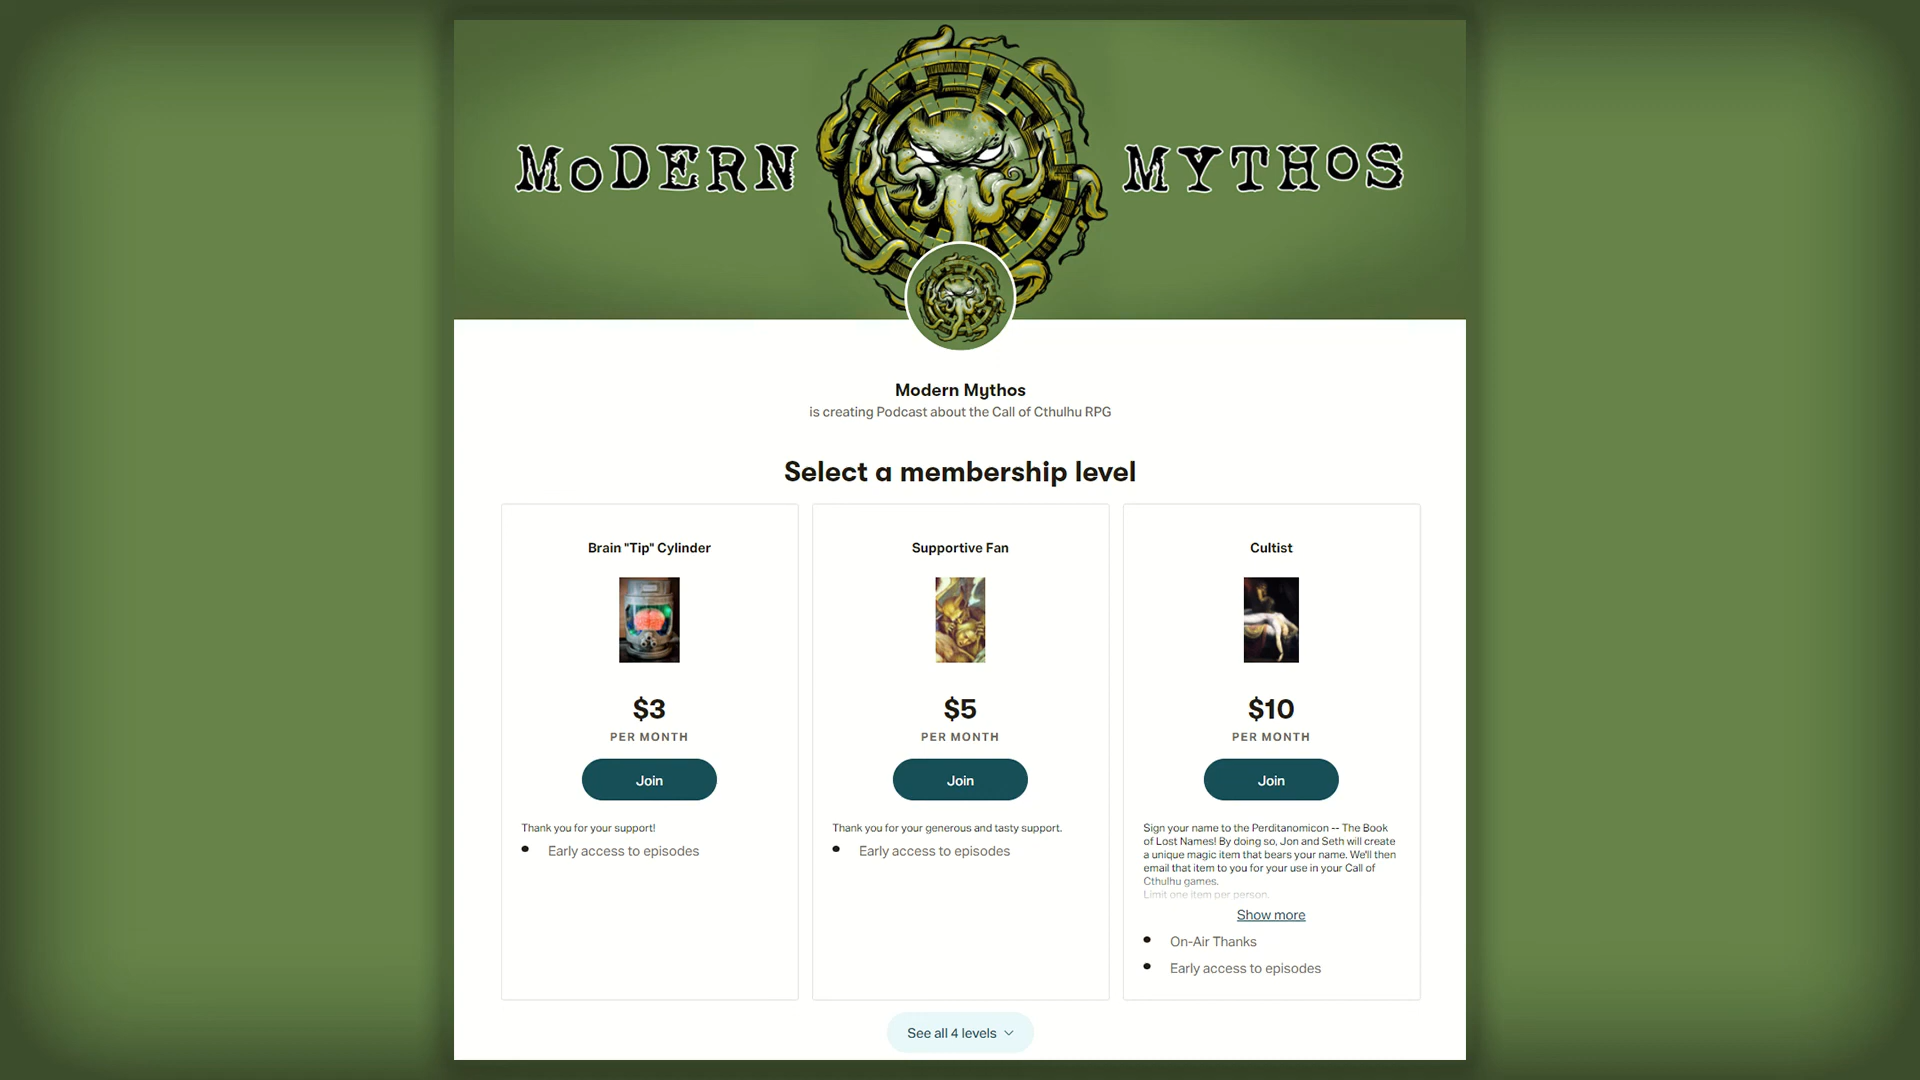 MODERN MYTHOS
Modern Mythos
is creating Podcast about the Call of Cthulhu RPG
Select a membership level
Brain "Tip" Cylinder
$3
PER MONTH
Join
Thank you for your support!
• Early access to episodes
Supportive Fan
$5
PER MONTH
Join
Thank you for your generous and tasty support.
• Early access to episodes
Cultist
$10
PER MONTH
Join
Sign your name to the Perditanomicon -- The Book
of Lost Names! By doing so, Jon and Seth will create
a unique magic item that bears your name. We'll then
email that item to you for your use in your Call of
Cthulhu games.
Limit one item per person.
Show more
• On-Air Thanks
• Early access to episodes
See all 4 levels